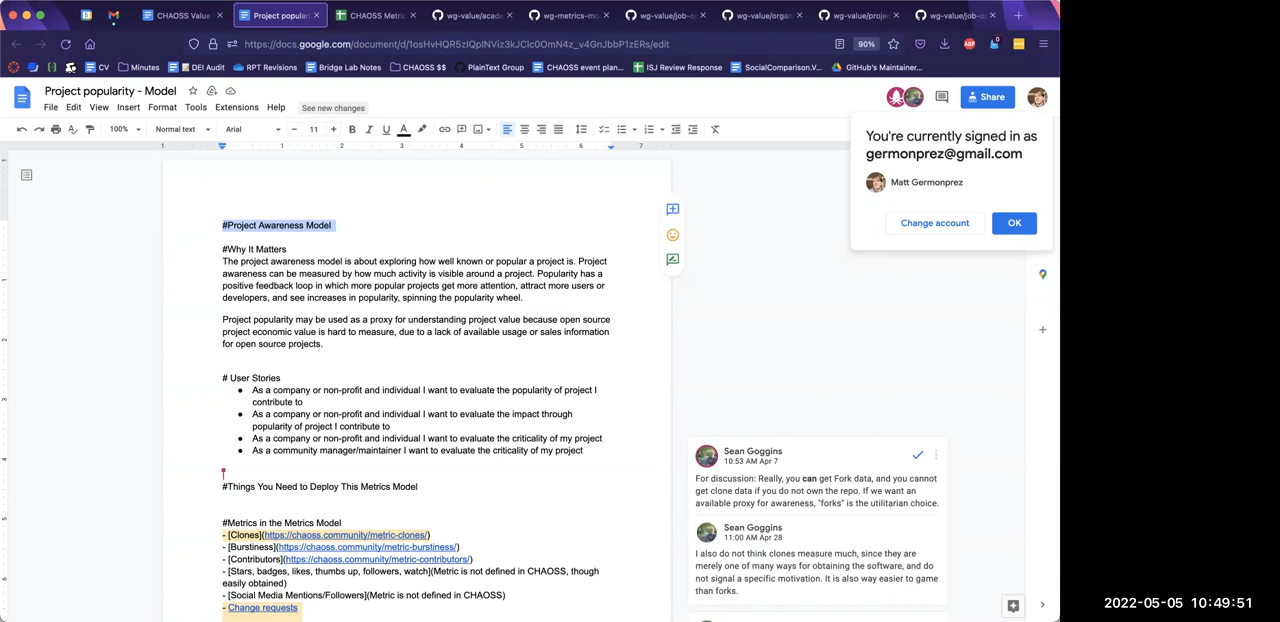 CHAOSS Value
Project popular
CHAOSS Metric
wg-value/acade
wg-metrics-mo
wg-value/job-o
wg-value/organ
wg-value/projec
wg-value/job-o
90%
CV
Minutes
DEI Audit
RPT Revisions
Bridge Lab Notes
CHAOSS $$
PlainText Group
CHAOSS event plan...
ISJ Review Response
SocialComparison.V...
GitHub's Maintainer...
Project popularity - Model
File Edit View Insert Format Tools Extensions Help See new changes
Share
100% Normal text Arial 11
You're currently signed in as
germonprez@gmail.com
Matt Germonprez
Change account OK
#Project Awareness Model
#Why It Matters
The project awareness model is about exploring how well known or popular a project is. Project
awareness can be measured by how much activity is visible around a project. Popularity has a
positive feedback loop in which more popular projects get more attention, attract more users or
developers, and see increases in popularity, spinning the popularity wheel.
Project popularity may be used as a proxy for understanding project value because open source
project economic value is hard to measure, due to a lack of available usage or sales information
for open source projects.
# User Stories
● As a company or non-profit and individual I want to evaluate the popularity of project I
contribute to
● As a company or non-profit and individual I want to evaluate the impact through
popularity of project I contribute to
● As a company or non-profit and individual I want to evaluate the criticality of my project
● As a community manager/maintainer I want to evaluate the criticality of my project
#Things You Need to Deploy This Metrics Model
#Metrics in the Metrics Model
- [Clones](https://chaoss.community/metric-clones/)
- [Burstiness](https://chaoss.community/metric-burstiness/)
- [Contributors](https://chaoss.community/metric-contributors/)
- [Stars, badges, likes, thumbs up, followers, watch](Metric is not defined in CHAOSS, though
easily obtained)
- [Social Media Mentions/Followers](Metric is not defined in CHAOSS)
- Change requests
Sean Goggins
10:53 AM Apr 7
For discussion: Really, you can get Fork data, and you cannot
get clone data if you do not own the repo. If we want an
available proxy for awareness, "forks" is the utilitarian choice.
Sean Goggins
11:00 AM Apr 28
I also do not think clones measure much, since they are
merely one of many ways for obtaining the software, and do
not signal a specific motivation. It is also way easier to game
than forks.
2022-05-05 10:49:51